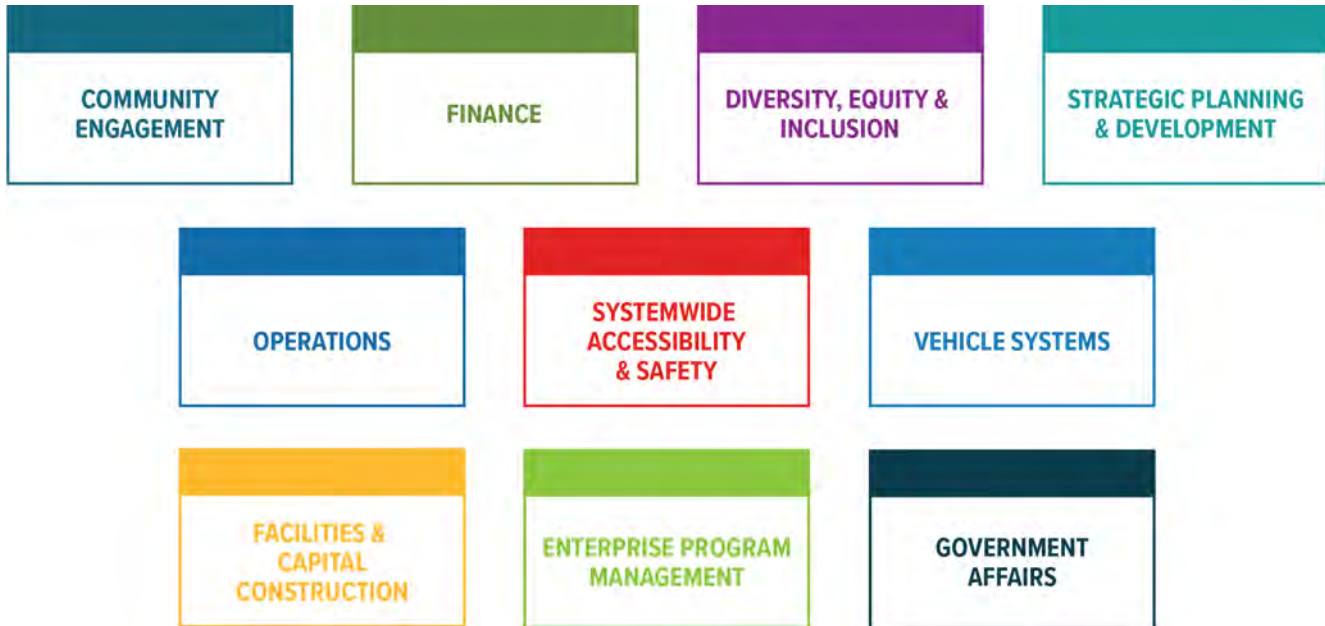 COMMUNITY
ENGAGEMENT
FINANCE
DIVERSITY, EQUITY &
INCLUSION
STRATEGIC PLANNING
& DEVELOPMENT
OPERATIONS
SYSTEMWIDE
ACCESSIBILITY
& SAFETY
VEHICLE SYSTEMS
FACILITIES &
CAPITAL
CONSTRUCTION
ENTERPRISE PROGRAM
MANAGEMENT
GOVERNMENT
AFFAIRS